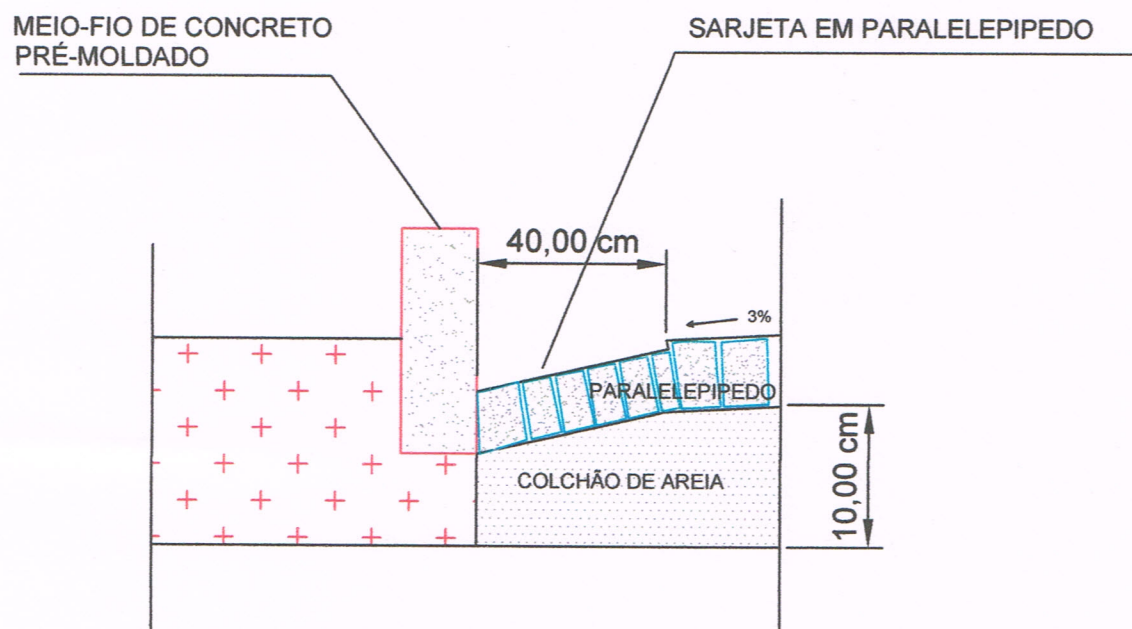 MEIO-FIO DE CONCRETO
PRÉ-MOLDADO
SARJETA EM PARALELEPIPEDO
40,00 cm
3%
PARALELEPIPEDO
COLCHÃO DE AREIA
10,00 cm